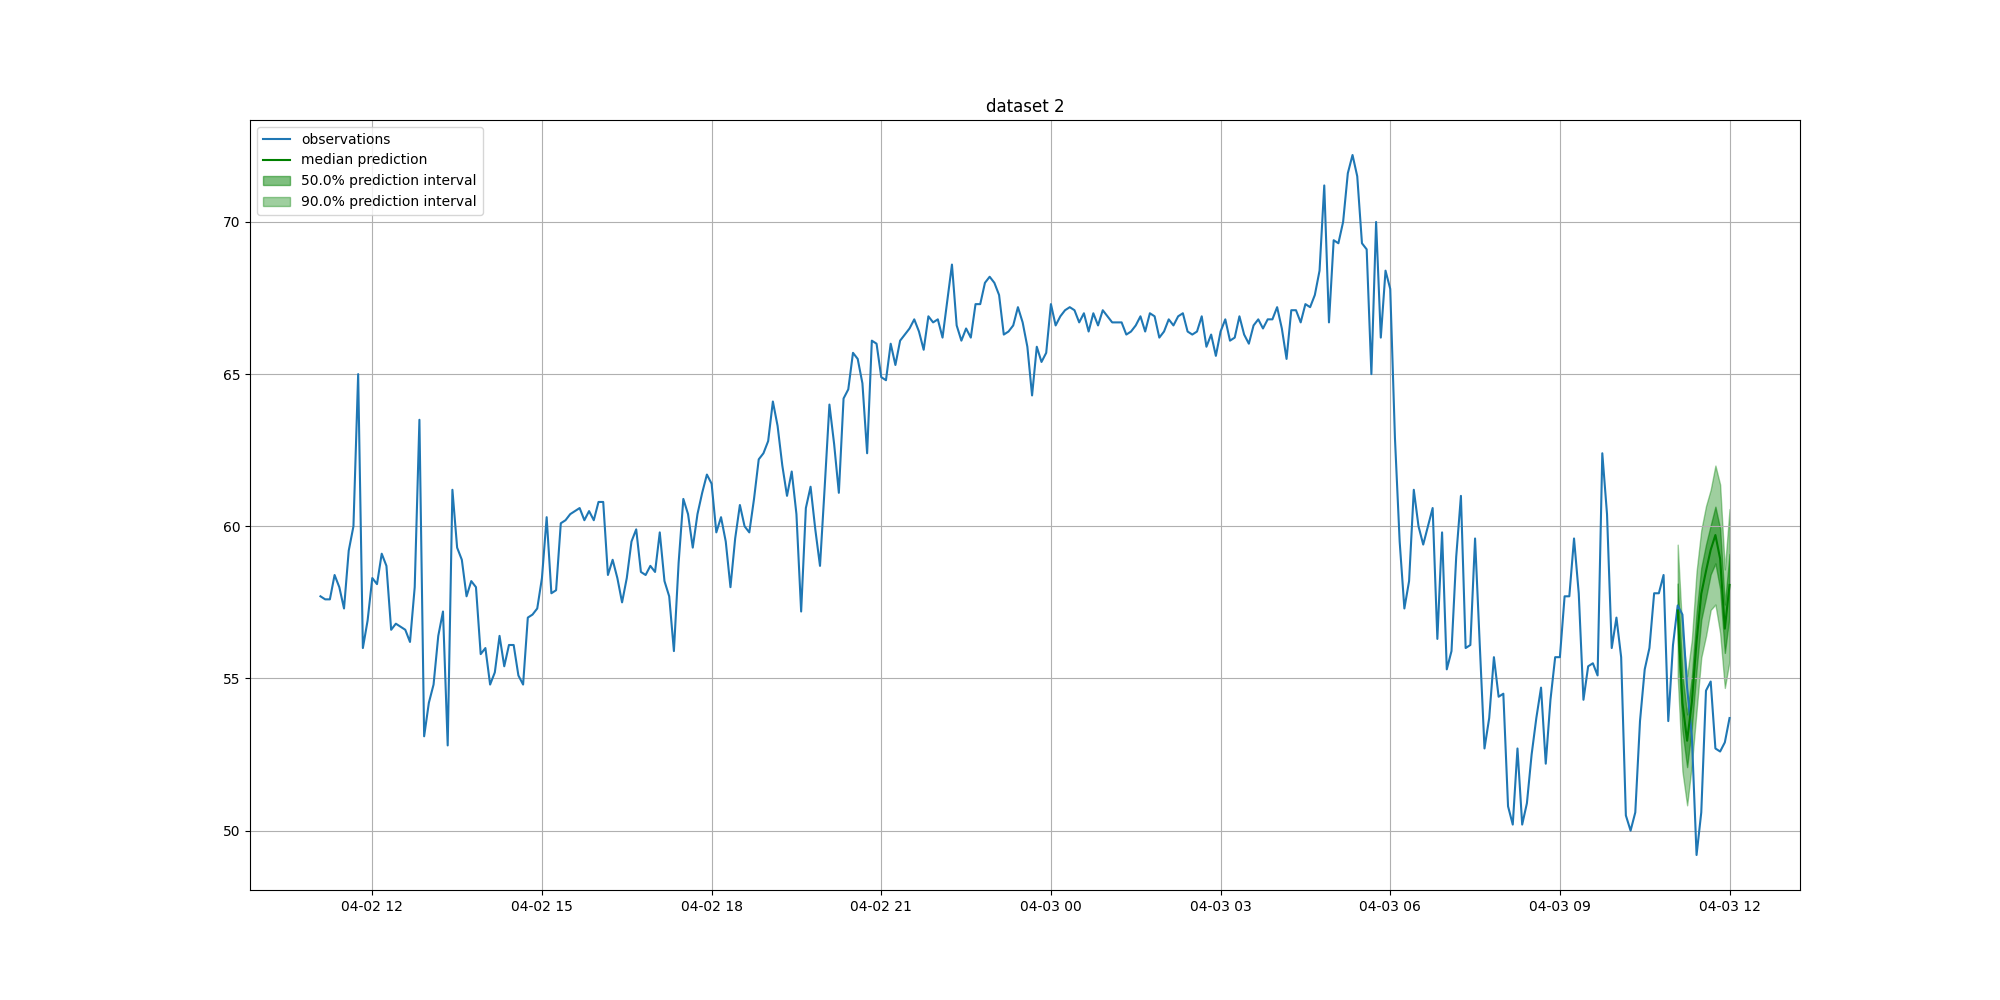 dataset 2
observations
median prediction
50.0% prediction interval
90.0% prediction interval
70
65
60
55
50
04-02 12 04-02 15 04-02 18 04-02 21 04-03 00 04-03 03 04-03 06 04-03 09 04-03 12